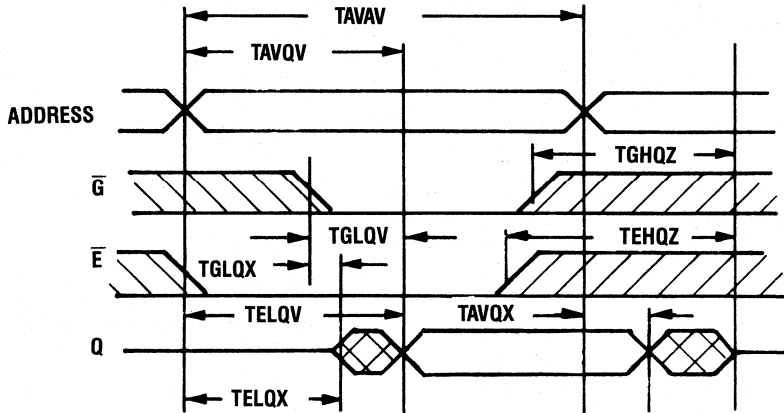 TAVAV
TAVQV
ADDRESS
TGHQZ
G
TGLQV
TEHQZ
E
TGLQX
TELQV
TAVQX
Q
TELQX